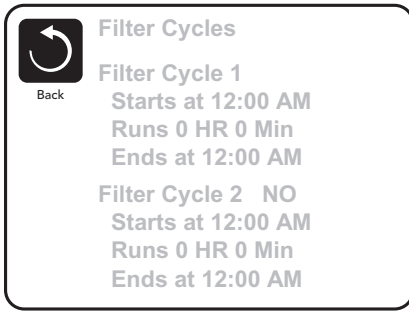 Filter Cycles
Back
Filter Cycle 1
Starts at 12:00 AM
Runs 0 HR 0 Min
Ends at 12:00 AM
Filter Cycle 2 NO
Starts at 12:00 AM
Runs 0 HR 0 Min
Ends at 12:00 AM